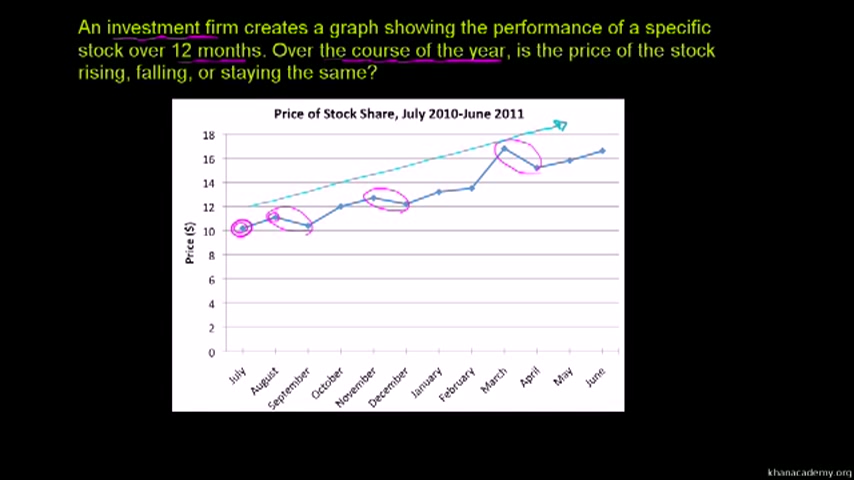 An investment firm creates a graph showing the performance of a specific
stock over 12 months. Over the course of the year, is the price of the stock
rising, falling, or staying the same?
Price of Stock Share, July 2010-June 2011
18
16
14
12
10
8
6
4
2
0
Price ($)
July
August
September
October
November
December
January
February
March
April
May
June
khanacademy.org